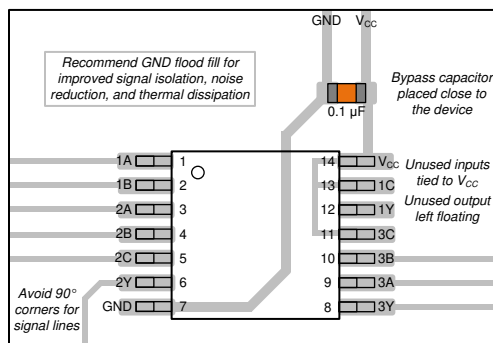 GND VCC
Recommend GND flood fill for
improved signal isolation, noise
reduction, and thermal dissipation
Bypass capacitor
placed close to
the device
0.1 µF
1A 1 14 VCC
1B 2 13 1C
2A 3 12 1Y
2B 4 11 3C
2C 5 10 3B
2Y 6 9 3A
GND 7 8 3Y
Unused inputs
tied to VCC
Unused output
left floating
Avoid 90°
corners for
signal lines